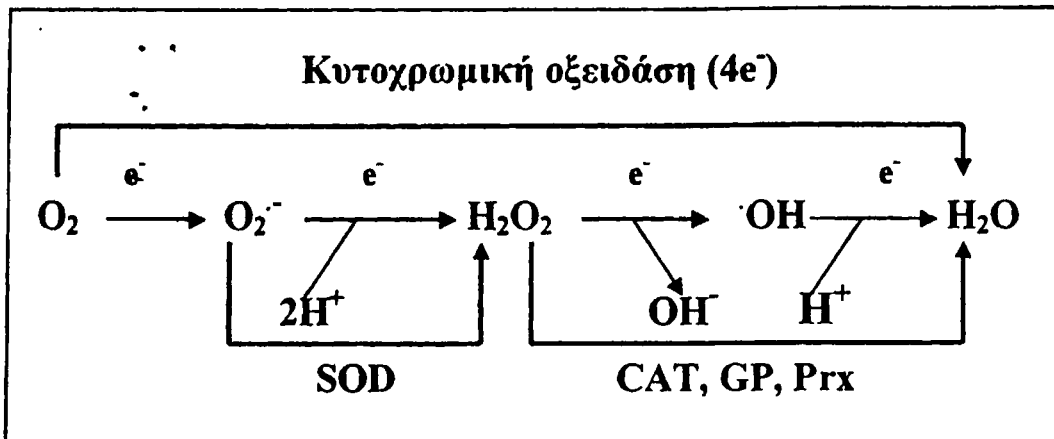 Κυτοχρωμική οξειδάση (4e⁻)
e⁻ e⁻ e⁻ e⁻
O₂ O₂·⁻ H₂O₂ ·OH H₂O
2H⁺ OH⁻ H⁺
SOD CAT, GP, Prx